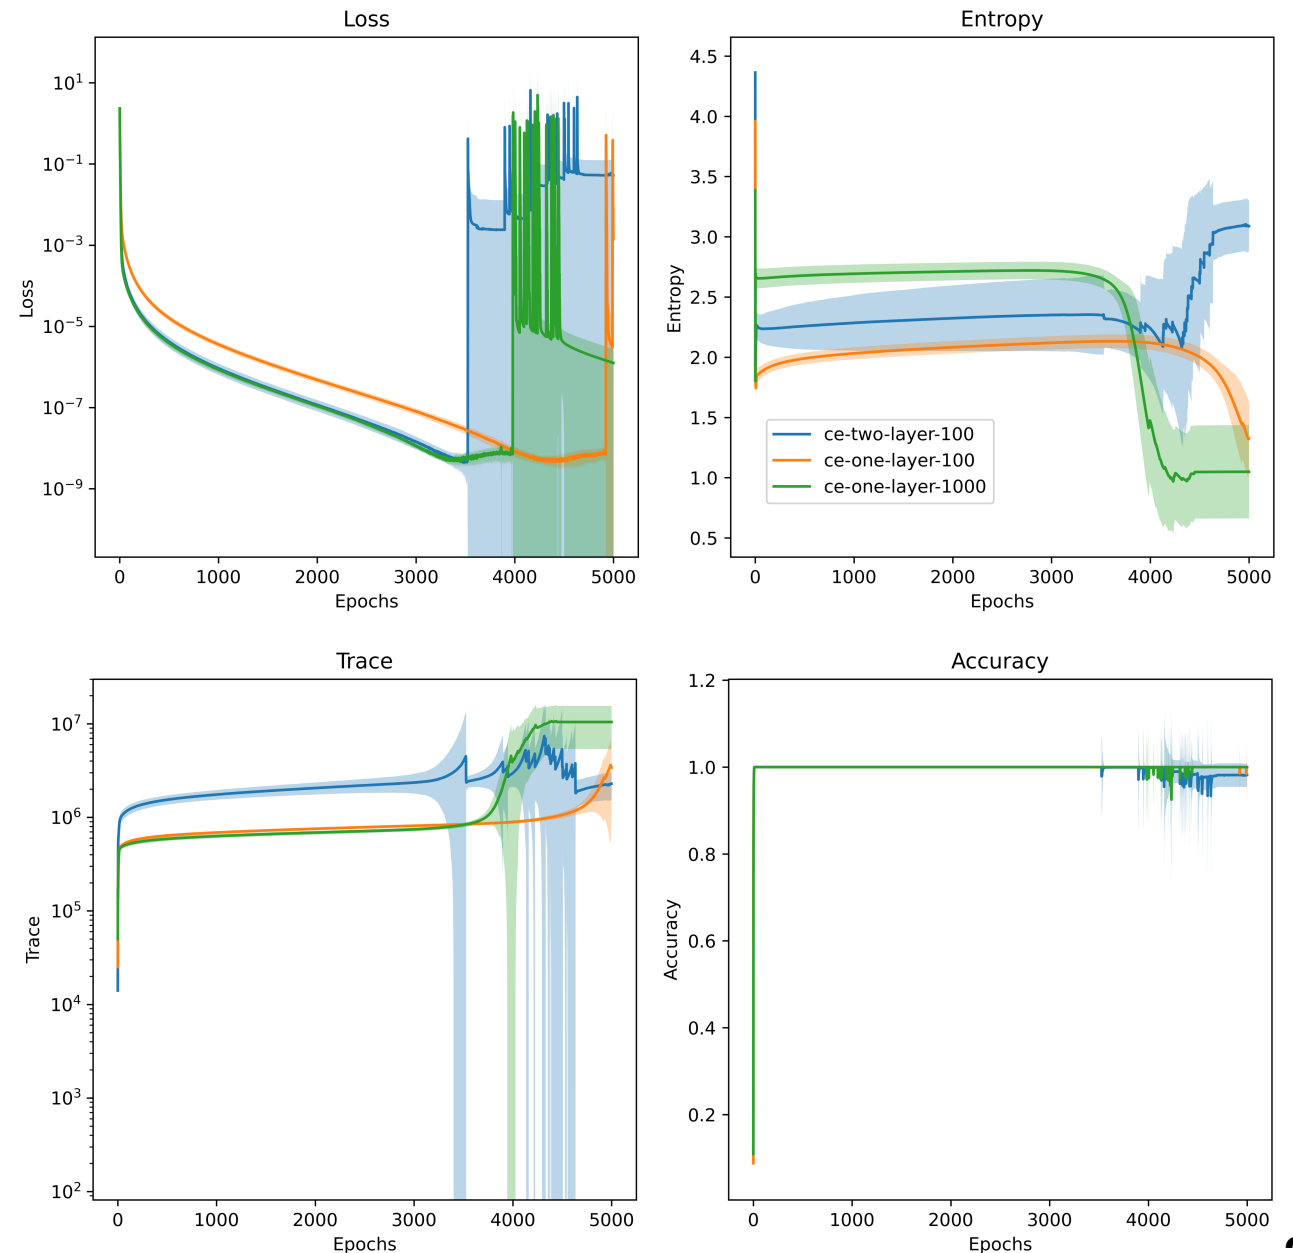 Loss
Loss
10^1
10^-1
10^-3
10^-5
10^-7
10^-9
0 1000 2000 3000 4000 5000
Epochs
Entropy
Entropy
4.5
4.0
3.5
3.0
2.5
2.0
1.5
1.0
0.5
ce-two-layer-100
ce-one-layer-100
ce-one-layer-1000
0 1000 2000 3000 4000 5000
Epochs
Trace
Trace
10^7
10^6
10^5
10^4
10^3
10^2
0 1000 2000 3000 4000 5000
Epochs
Accuracy
Accuracy
1.2
1.0
0.8
0.6
0.4
0.2
0 1000 2000 3000 4000 5000
Epochs